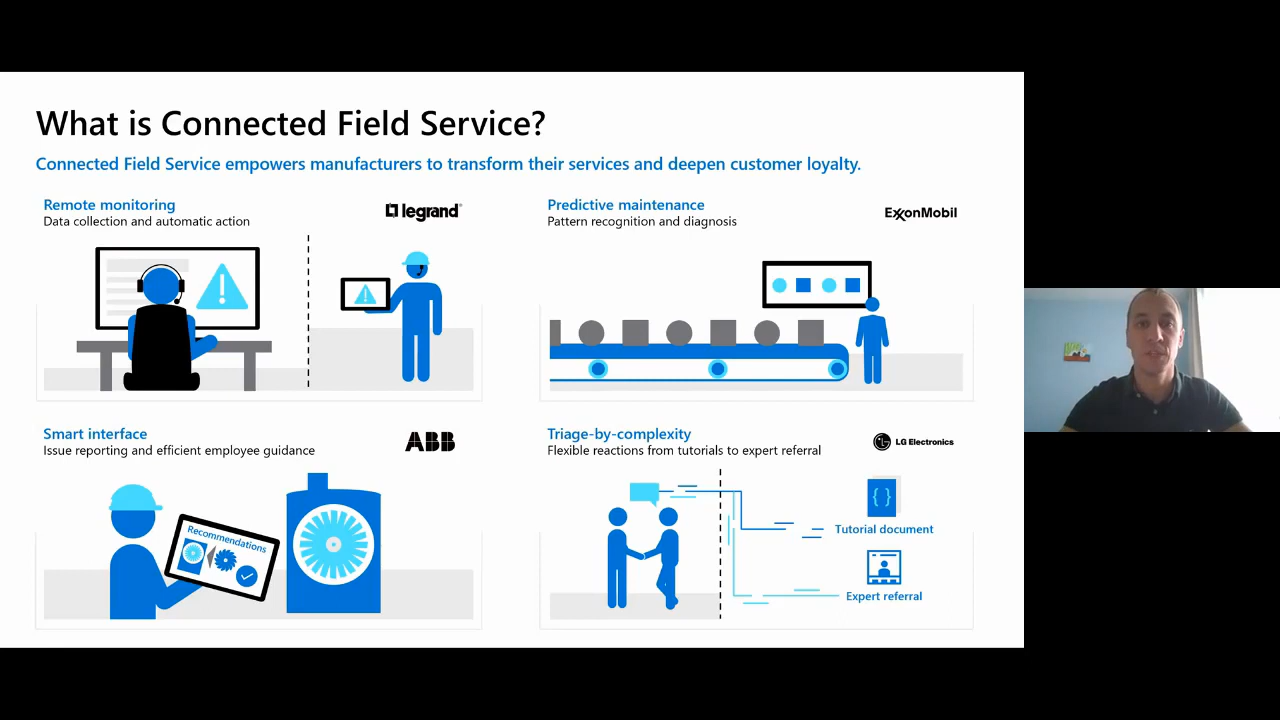 What is Connected Field Service?
Connected Field Service empowers manufacturers to transform their services and deepen customer loyalty.
Remote monitoring
Data collection and automatic action
legrand
Predictive maintenance
Pattern recognition and diagnosis
ExxonMobil
Smart interface
Issue reporting and efficient employee guidance
ABB
Recommendations
Triage-by-complexity
Flexible reactions from tutorials to expert referral
LG Electronics
{ }
Tutorial document
Expert referral